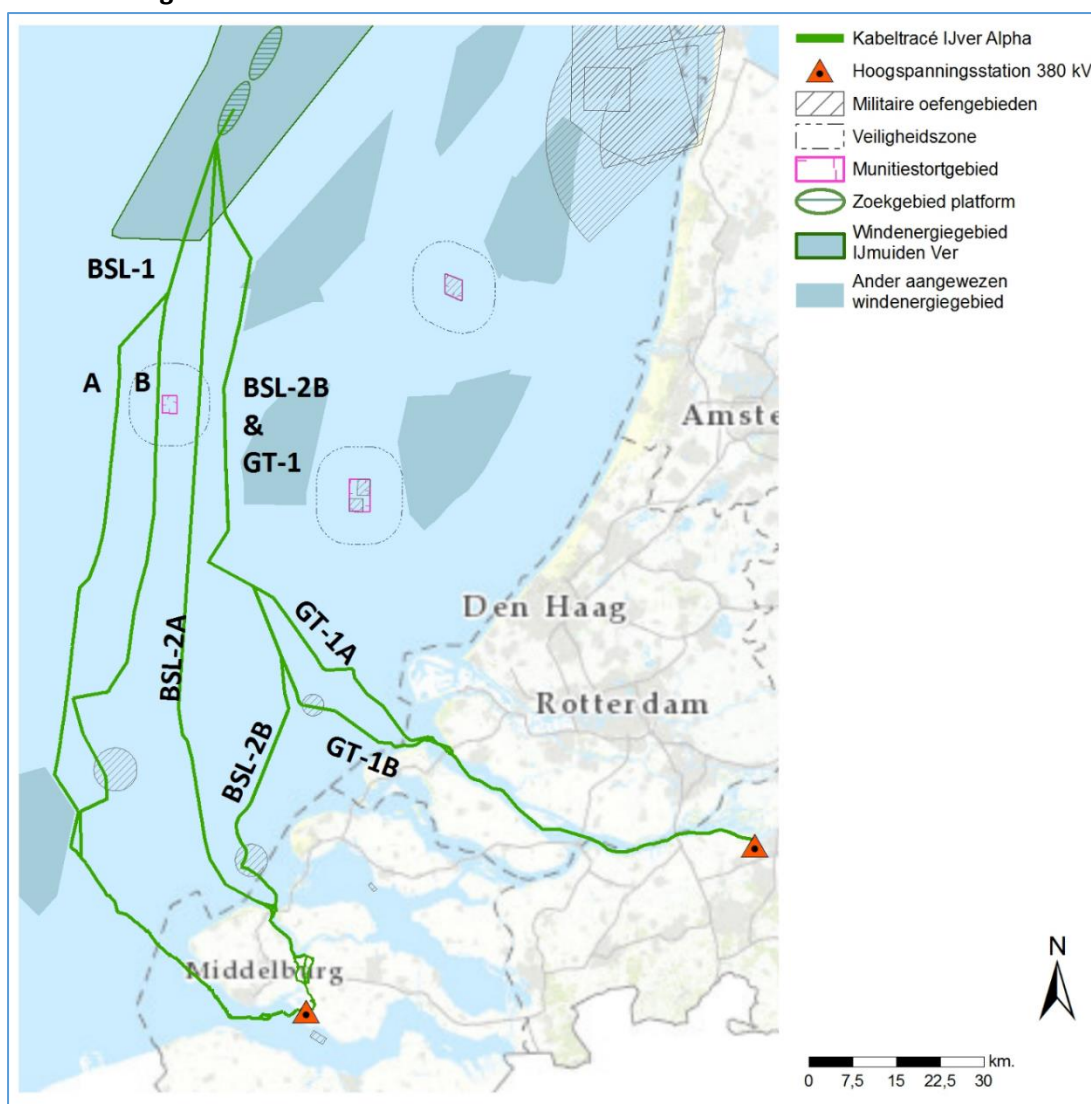 Kabeltracé IJver Alpha
Hoogspanningsstation 380 kV
Militaire oefengebieden
Veiligheidszone
Munitiestortgebied
Zoekgebied platform
Windenergiegebied
IJmuiden Ver
Ander aangewezen
windenergiegebied
BSL-1
A
B
BSL-2B
&
GT-1
Amste
Den Haag
GT-1A
BSL-2A
Rotterdam
BSL-2B
GT-1B
Middelburg
N
km.
0 7,5 15 22,5 30